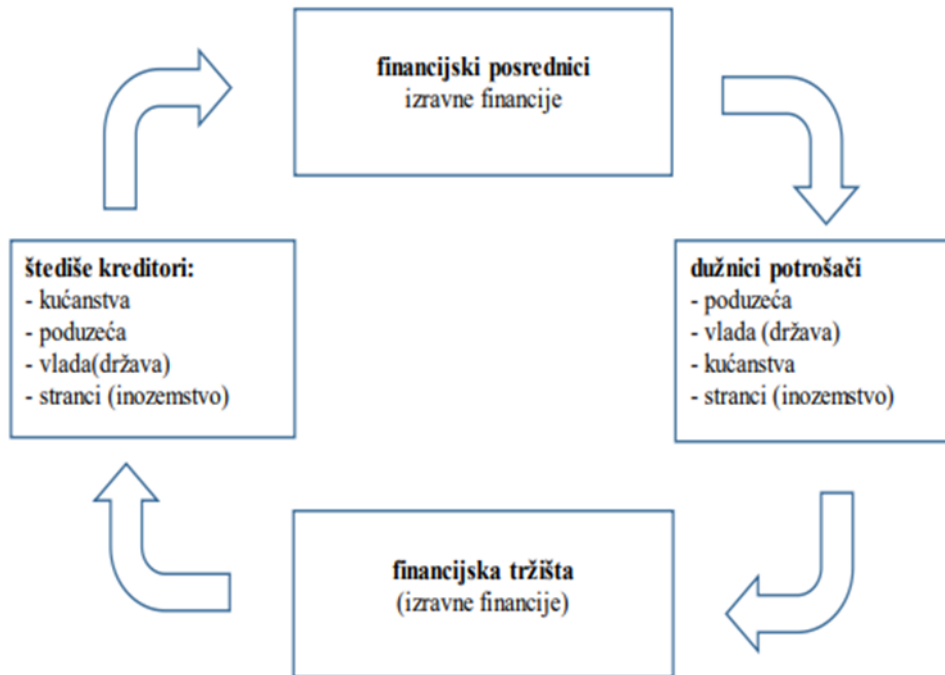 financijski posrednici
izravne financije
štediše kreditori:
- kućanstva
- poduzeća
- vlada(država)
- stranci (inozemstvo)
dužnici potrošači
- poduzeća
- vlada (država)
- kućanstva
- stranci (inozemstvo)
financijska tržišta
(izravne financije)